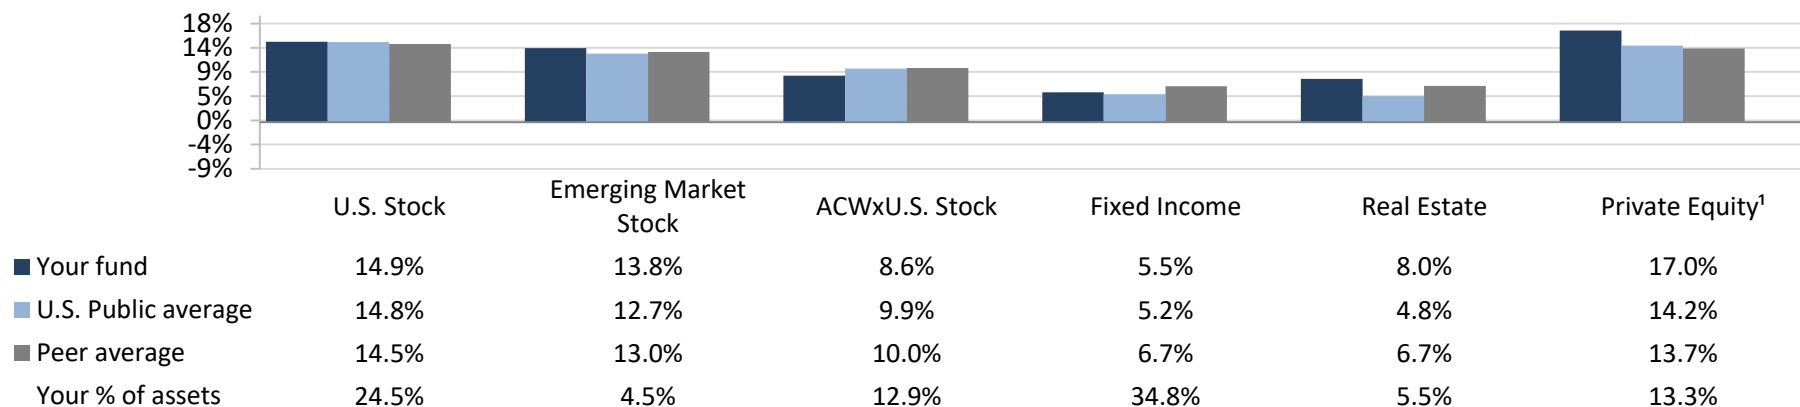 18%
14%
9%
5%
0%
-4%
-9%
U.S. Stock
Emerging Market
Stock
ACWxU.S. Stock
Fixed Income
Real Estate
Private Equity¹
Your fund 14.9% 13.8% 8.6% 5.5% 8.0% 17.0%
U.S. Public average 14.8% 12.7% 9.9% 5.2% 4.8% 14.2%
Peer average 14.5% 13.0% 10.0% 6.7% 6.7% 13.7%
Your % of assets 24.5% 4.5% 12.9% 34.8% 5.5% 13.3%